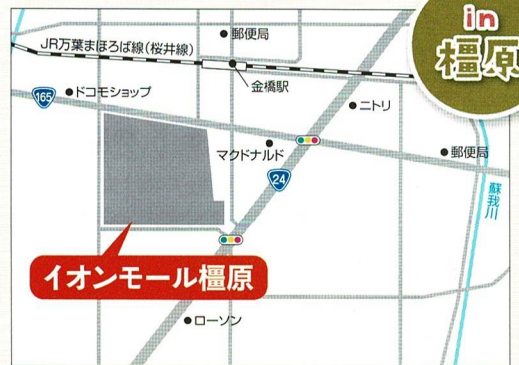 in
橿原
郵便局
JR万葉まほろば線(桜井線)
金橋駅
165
ドコモショップ
ニトリ
マクドナルド
郵便局
24
蘇我川
イオンモール橿原
ローソン